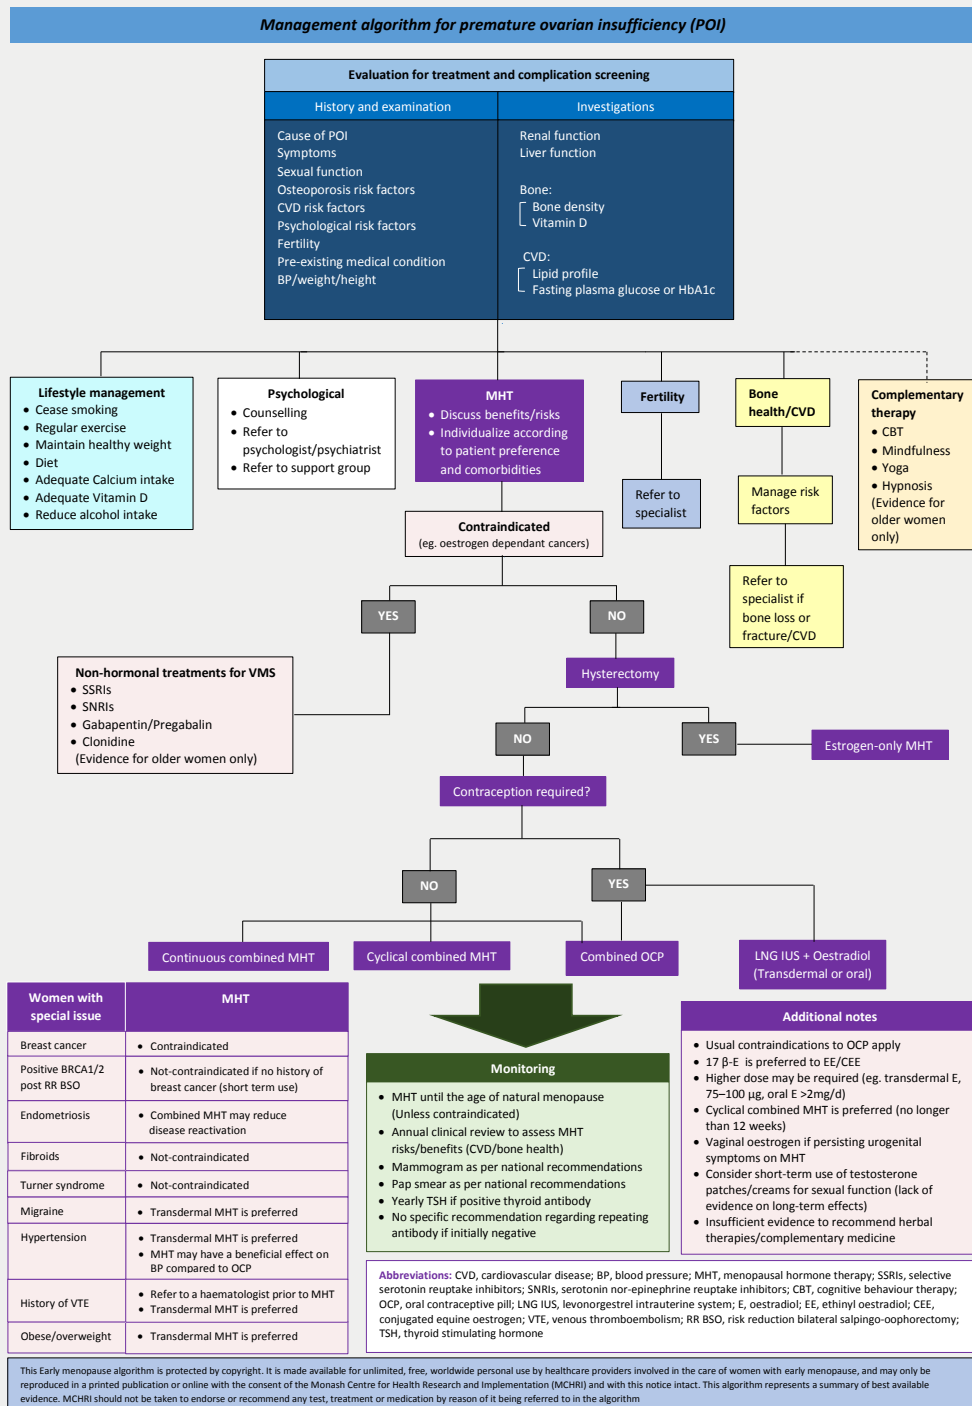 Management algorithm for premature ovarian insufficiency (POI)
Evaluation for treatment and complication screening
History and examination
Investigations
Cause of POI
Symptoms
Sexual function
Osteoporosis risk factors
CVD risk factors
Psychological risk factors
Fertility
Pre-existing medical condition
BP/weight/height
Renal function
Liver function
Bone:
Bone density
Vitamin D
CVD:
Lipid profile
Fasting plasma glucose or HbA1c
Lifestyle management
• Cease smoking
• Regular exercise
• Maintain healthy weight
• Diet
• Adequate Calcium intake
• Adequate Vitamin D
• Reduce alcohol intake
Psychological
• Counselling
• Refer to
psychologist/psychiatrist
• Refer to support group
MHT
• Discuss benefits/risks
• Individualize according
to patient preference
and comorbidities
Fertility
Refer to
specialist
Bone
health/CVD
Manage risk
factors
Refer to
specialist if
bone loss or
fracture/CVD
Complementary
therapy
• CBT
• Mindfulness
• Yoga
• Hypnosis
(Evidence for
older women
only)
Contraindicated
(eg. oestrogen dependant cancers)
YES
NO
Non-hormonal treatments for VMS
• SSRIs
• SNRIs
• Gabapentin/Pregabalin
• Clonidine
(Evidence for older women only)
Hysterectomy
NO
YES
Estrogen-only MHT
Contraception required?
NO
YES
Continuous combined MHT
Cyclical combined MHT
Combined OCP
LNG IUS + Oestradiol
(Transdermal or oral)
Women with
special issue
MHT
Breast cancer
• Contraindicated
Positive BRCA1/2
post RR BSO
• Not-contraindicated if no history of
breast cancer (short term use)
Endometriosis
• Combined MHT may reduce
disease reactivation
Fibroids
• Not-contraindicated
Turner syndrome
• Not-contraindicated
Migraine
• Transdermal MHT is preferred
Hypertension
• Transdermal MHT is preferred
• MHT may have a beneficial effect on
BP compared to OCP
History of VTE
• Refer to a haematologist prior to MHT
• Transdermal MHT is preferred
Obese/overweight
• Transdermal MHT is preferred
Monitoring
• MHT until the age of natural menopause
(Unless contraindicated)
• Annual clinical review to assess MHT
risks/benefits (CVD/bone health)
• Mammogram as per national recommendations
• Pap smear as per national recommendations
• Yearly TSH if positive thyroid antibody
• No specific recommendation regarding repeating
antibody if initially negative
Additional notes
• Usual contraindications to OCP apply
• 17 β-E is preferred to EE/CEE
• Higher dose may be required (eg. transdermal E,
75–100 µg, oral E >2mg/d)
• Cyclical combined MHT is preferred (no longer
than 12 weeks)
• Vaginal oestrogen if persisting urogenital
symptoms on MHT
• Consider short-term use of testosterone
patches/creams for sexual function (lack of
evidence on long-term effects)
• Insufficient evidence to recommend herbal
therapies/complementary medicine
Abbreviations: CVD, cardiovascular disease; BP, blood pressure; MHT, menopausal hormone therapy; SSRIs, selective
serotonin reuptake inhibitors; SNRIs, serotonin nor-epinephrine reuptake inhibitors; CBT, cognitive behaviour therapy;
OCP, oral contraceptive pill; LNG IUS, levonorgestrel intrauterine system; E, oestradiol; EE, ethinyl oestradiol; CEE,
conjugated equine oestrogen; VTE, venous thromboembolism; RR BSO, risk reduction bilateral salpingo-oophorectomy;
TSH, thyroid stimulating hormone
This Early menopause algorithm is protected by copyright. It is made available for unlimited, free, worldwide personal use by healthcare providers involved in the care of women with early menopause, and may only be
reproduced in a printed publication or online with the consent of the Monash Centre for Health Research and Implementation (MCHRI) and with this notice intact. This algorithm represents a summary of best available
evidence. MCHRI should not be taken to endorse or recommend any test, treatment or medication by reason of it being referred to in the algorithm